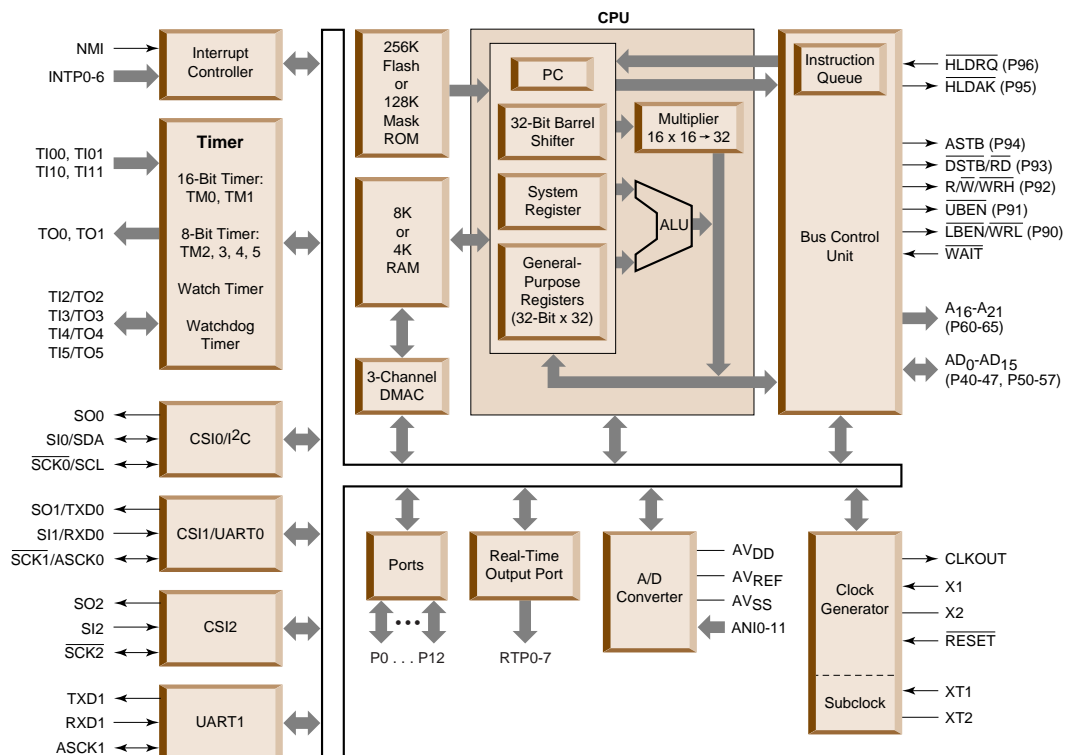 CPU
NMI
INTP0-6
Interrupt
Controller
TI00, TI01
TI10, TI11
TO0, TO1
TI2/TO2
TI3/TO3
TI4/TO4
TI5/TO5
Timer
16-Bit Timer:
TM0, TM1
8-Bit Timer:
TM2, 3, 4, 5
Watch Timer
Watchdog
Timer
SO0
SI0/SDA
SCK0/SCL
CSI0/I2C
SO1/TXD0
SI1/RXD0
SCK1/ASCK0
CSI1/UART0
SO2
SI2
SCK2
CSI2
TXD1
RXD1
ASCK1
UART1
256K
Flash
or
128K
Mask
ROM
8K
or
4K
RAM
3-Channel
DMAC
PC
32-Bit Barrel
Shifter
System
Register
General-
Purpose
Registers
(32-Bit x 32)
Multiplier
16 x 16 → 32
ALU
Instruction
Queue
Bus Control
Unit
HLDRQ (P96)
HLDAK (P95)
ASTB (P94)
DSTB/RD (P93)
R/W/WRH (P92)
UBEN (P91)
LBEN/WRL (P90)
WAIT
A16-A21
(P60-65)
AD0-AD15
(P40-47, P50-57)
Ports
P0 . . . P12
Real-Time
Output Port
RTP0-7
A/D
Converter
AVDD
AVREF
AVSS
ANI0-11
Clock
Generator
Subclock
CLKOUT
X1
X2
RESET
XT1
XT2